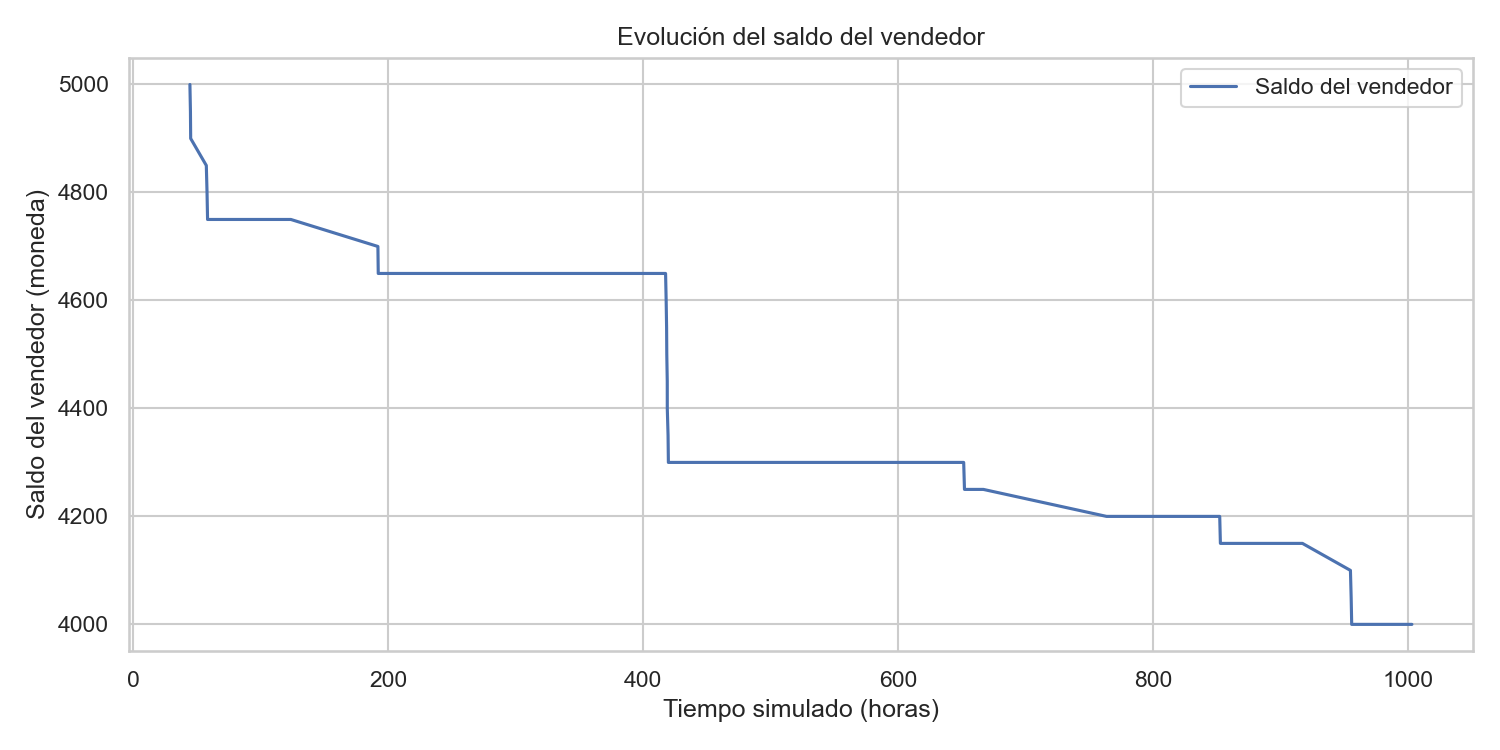 Evolución del saldo del vendedor
Saldo del vendedor
Saldo del vendedor (moneda)
5000
4800
4600
4400
4200
4000
0 200 400 600 800 1000
Tiempo simulado (horas)